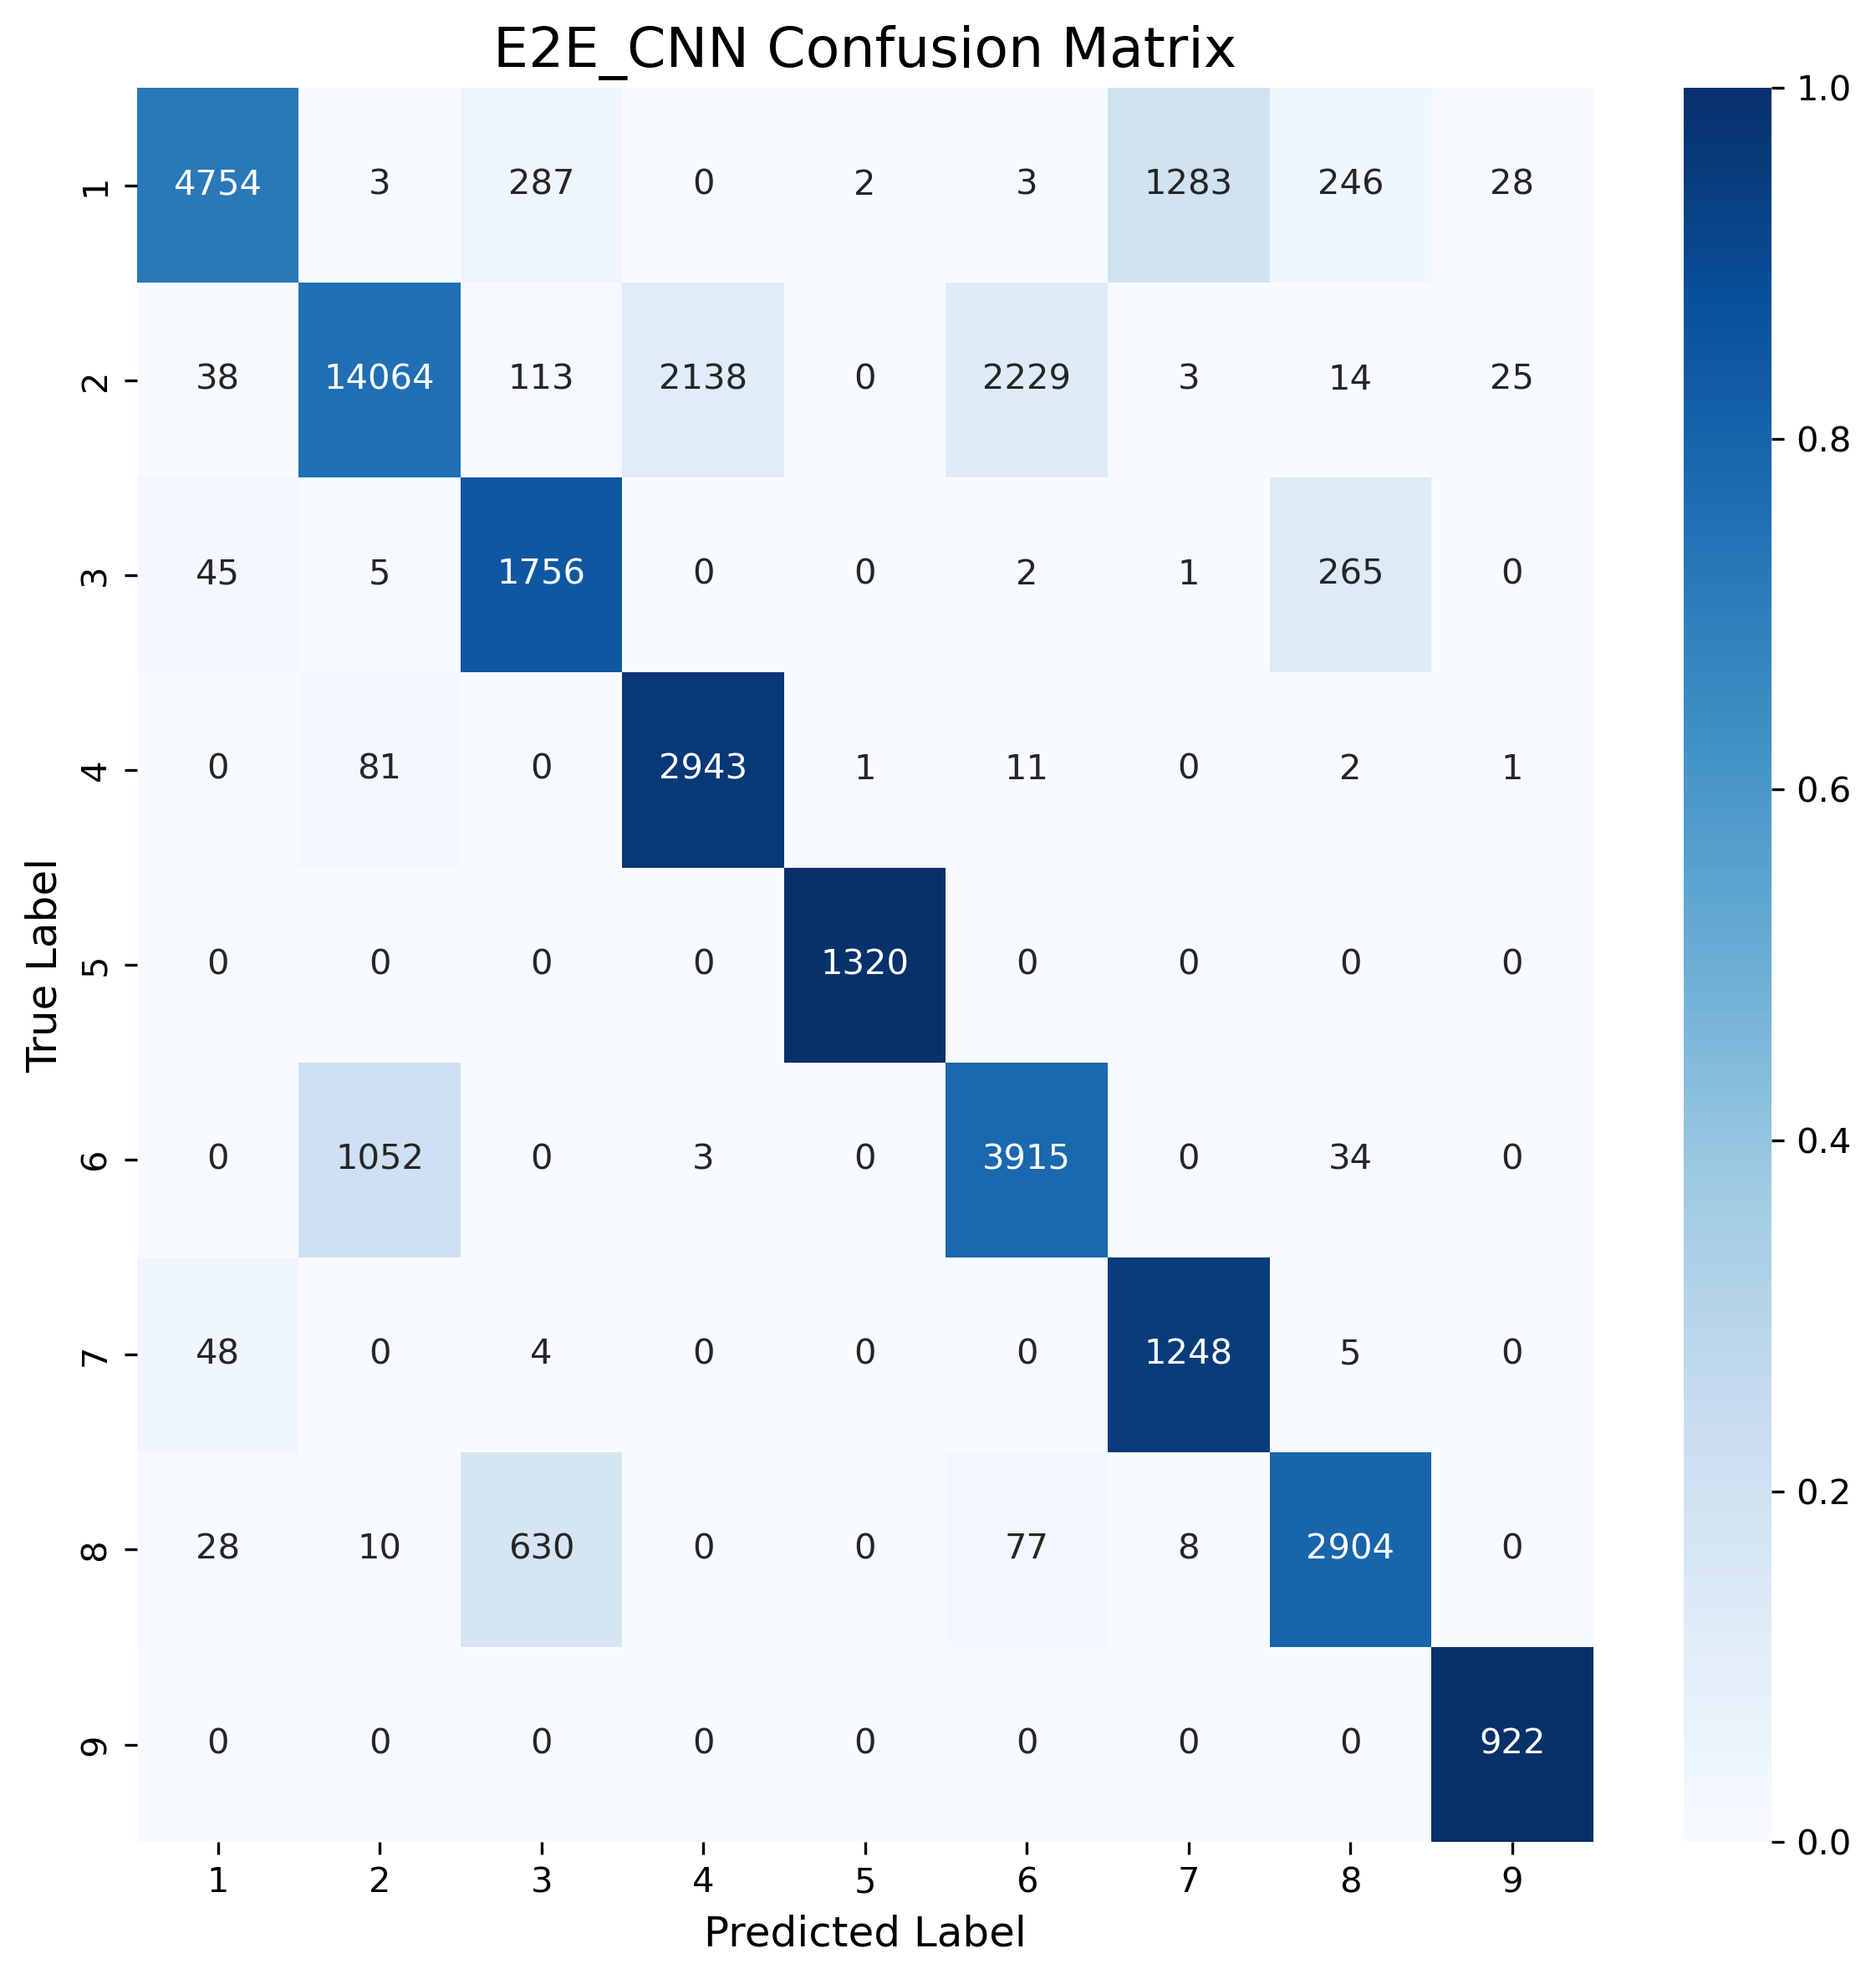 E2E_CNN Confusion Matrix
1 4754 3 287 0 2 3 1283 246 28
2 38 14064 113 2138 0 2229 3 14 25
3 45 5 1756 0 0 2 1 265 0
4 0 81 0 2943 1 11 0 2 1
5 0 0 0 0 1320 0 0 0 0
6 0 1052 0 3 0 3915 0 34 0
7 48 0 4 0 0 0 1248 5 0
8 28 10 630 0 0 77 8 2904 0
9 0 0 0 0 0 0 0 0 922
1 2 3 4 5 6 7 8 9
Predicted Label
True Label
1.0
0.8
0.6
0.4
0.2
0.0